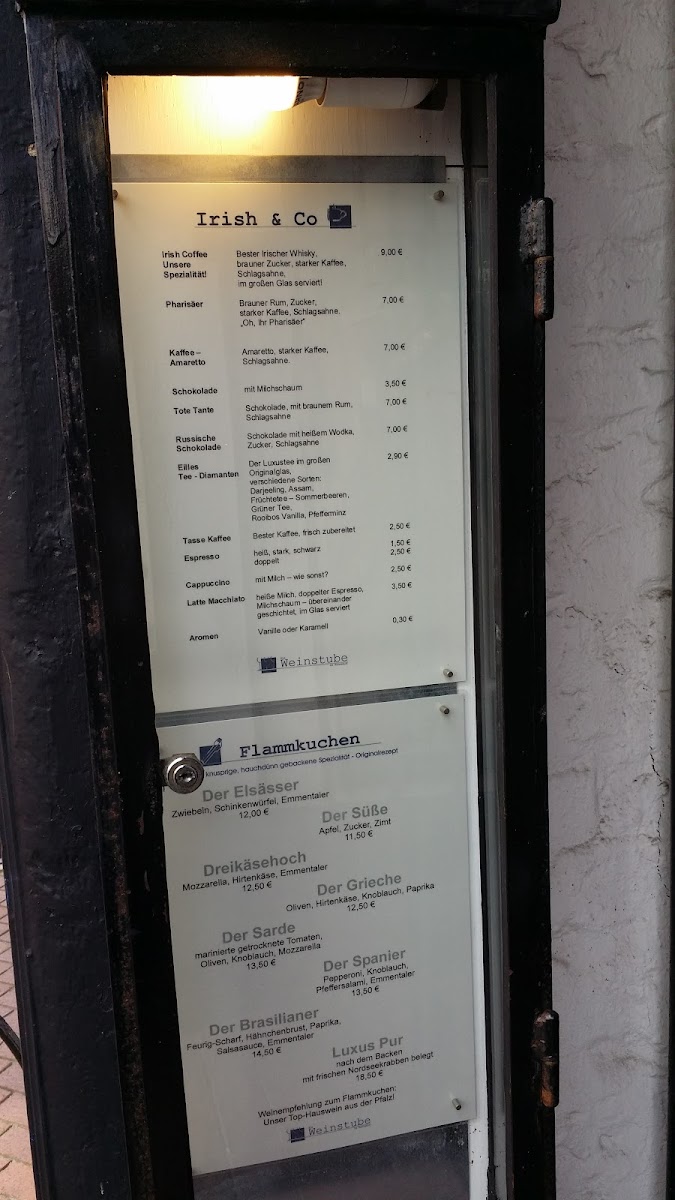 Irish & Co
Irish Coffee Bester Irischer Whisky, 9,00 €
Unsere brauner Zucker, starker Kaffee,
Spezialität! Schlagsahne,
im großen Glas serviert!
Pharisäer Brauner Rum, Zucker, 7,00 €
starker Kaffee, Schlagsahne.
„Oh, Ihr Pharisäer"
Kaffee – Amaretto, starker Kaffee, 7,00 €
Amaretto Schlagsahne.
Schokolade mit Milchschaum 3,50 €
Tote Tante Schokolade, mit braunem Rum, 7,00 €
Schlagsahne
Russische Schokolade mit heißem Wodka, 7,00 €
Schokolade Zucker, Schlagsahne
Eilles Der Luxustee im großen 2,90 €
Tee - Diamanten Originalglas,
verschiedene Sorten:
Darjeeling, Assam,
Früchtetee – Sommerbeeren,
Grüner Tee,
Rooibos Vanilla, Pfefferminz
Tasse Kaffee Bester Kaffee, frisch zubereitet 2,50 €
Espresso heiß, stark, schwarz 1,50 €
doppelt 2,50 €
Cappuccino mit Milch – wie sonst? 2,50 €
Latte Macchiato heiße Milch, doppelter Espresso, 3,50 €
Milchschaum – übereinander
geschichtet, im Glas serviert
Aromen Vanille oder Karamell 0,30 €
Weinstube
Flammkuchen
knusprige, hauchdünn gebackene Spezialität - Originalrezept
Der Elsässer
Zwiebeln, Schinkenwürfel, Emmentaler
12,00 €
Der Süße
Apfel, Zucker, Zimt
11,50 €
Dreikäsehoch
Mozzarella, Hirtenkäse, Emmentaler
12,50 €
Der Grieche
Oliven, Hirtenkäse, Knoblauch, Paprika
12,50 €
Der Sarde
marinierte getrocknete Tomaten,
Oliven, Knoblauch, Mozzarella
13,50 €
Der Spanier
Pepperoni, Knoblauch,
Pfeffersalami, Emmentaler
13,50 €
Der Brasilianer
Feurig-Scharf, Hähnchenbrust, Paprika,
Salsasauce, Emmentaler
14,50 €
Luxus Pur
nach dem Backen
mit frischen Nordseekrabben belegt
18,50 €
Weinempfehlung zum Flammkuchen:
Unser Top-Hauswein aus der Pfalz!
Weinstube